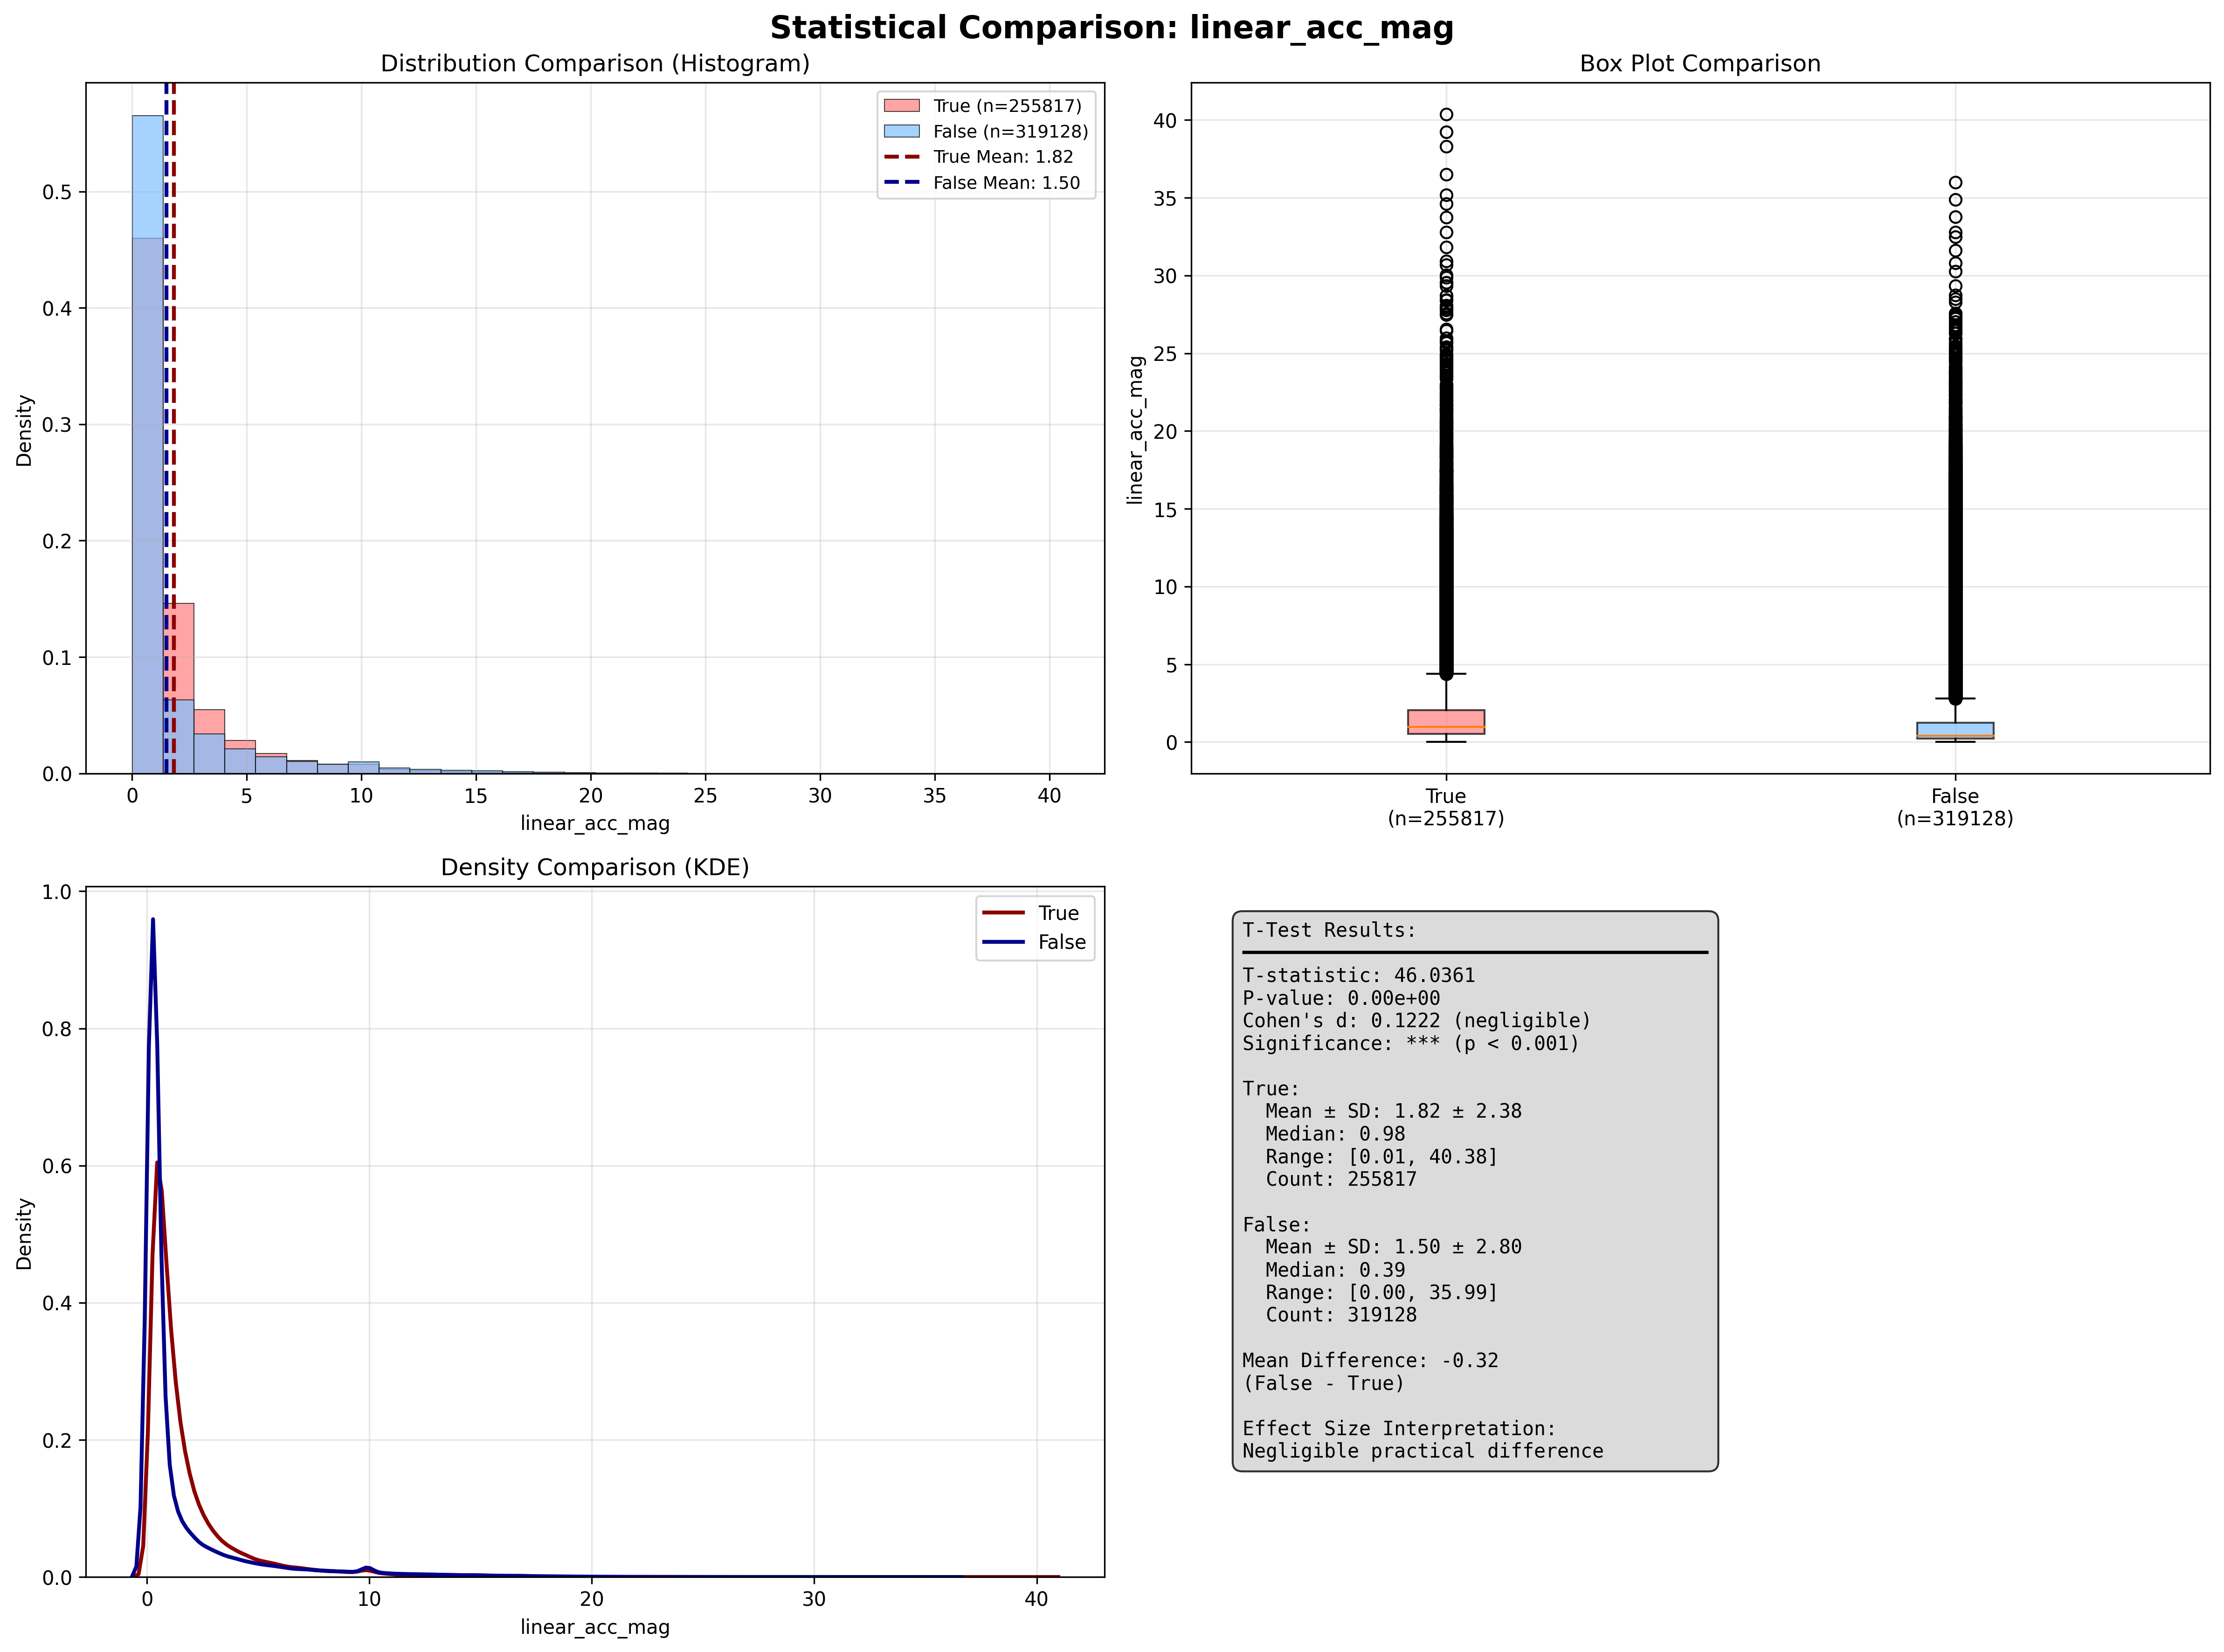 Statistical Comparison: linear_acc_mag
Distribution Comparison (Histogram)
True (n=255817)
False (n=319128)
True Mean: 1.82
False Mean: 1.50
0.5
0.4
0.3
0.2
0.1
0.0
Density
0 5 10 15 20 25 30 35 40
linear_acc_mag
Box Plot Comparison
40
35
30
25
20
15
10
5
0
linear_acc_mag
True
(n=255817)
False
(n=319128)
Density Comparison (KDE)
True
False
1.0
0.8
0.6
0.4
0.2
0.0
Density
0 10 20 30 40
linear_acc_mag
T-Test Results:
T-statistic: 46.0361
P-value: 0.00e+00
Cohen's d: 0.1222 (negligible)
Significance: *** (p < 0.001)
True:
Mean ± SD: 1.82 ± 2.38
Median: 0.98
Range: [0.01, 40.38]
Count: 255817
False:
Mean ± SD: 1.50 ± 2.80
Median: 0.39
Range: [0.00, 35.99]
Count: 319128
Mean Difference: -0.32
(False - True)
Effect Size Interpretation:
Negligible practical difference